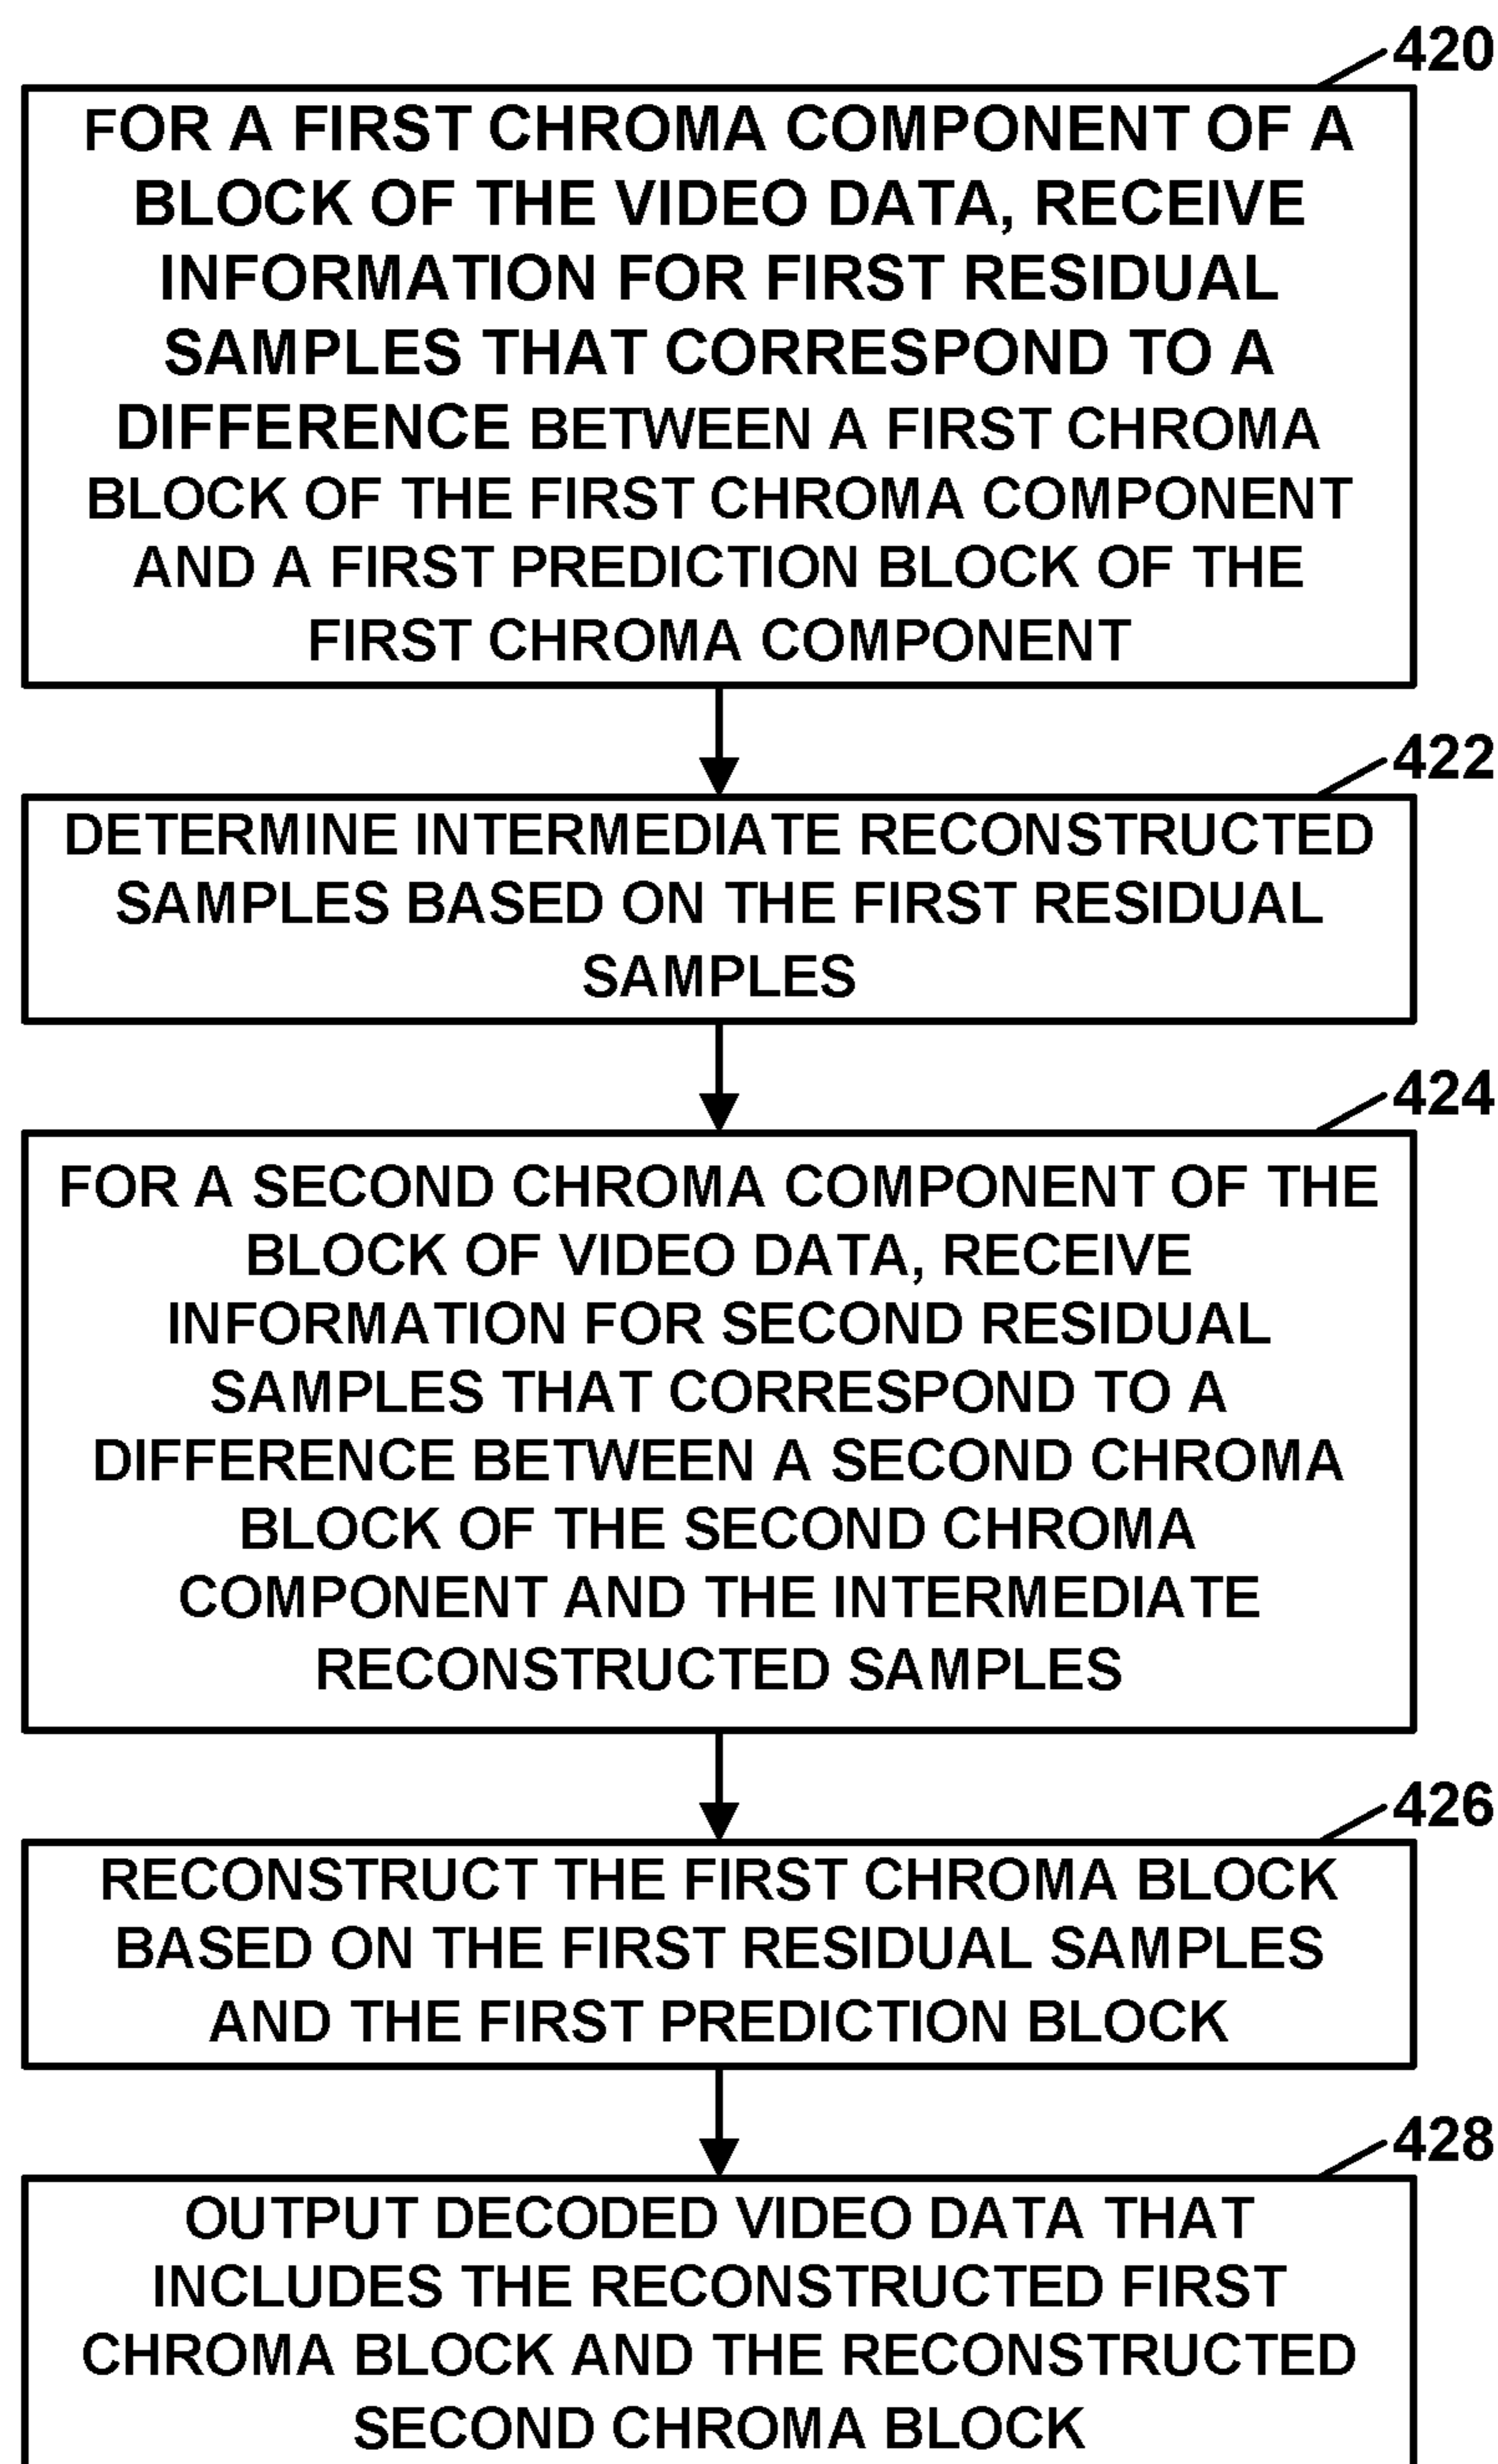 420
FOR A FIRST CHROMA COMPONENT OF A
BLOCK OF THE VIDEO DATA, RECEIVE
INFORMATION FOR FIRST RESIDUAL
SAMPLES THAT CORRESPOND TO A
DIFFERENCE BETWEEN A FIRST CHROMA
BLOCK OF THE FIRST CHROMA COMPONENT
AND A FIRST PREDICTION BLOCK OF THE
FIRST CHROMA COMPONENT
422
DETERMINE INTERMEDIATE RECONSTRUCTED
SAMPLES BASED ON THE FIRST RESIDUAL
SAMPLES
424
FOR A SECOND CHROMA COMPONENT OF THE
BLOCK OF VIDEO DATA, RECEIVE
INFORMATION FOR SECOND RESIDUAL
SAMPLES THAT CORRESPOND TO A
DIFFERENCE BETWEEN A SECOND CHROMA
BLOCK OF THE SECOND CHROMA
COMPONENT AND THE INTERMEDIATE
RECONSTRUCTED SAMPLES
426
RECONSTRUCT THE FIRST CHROMA BLOCK
BASED ON THE FIRST RESIDUAL SAMPLES
AND THE FIRST PREDICTION BLOCK
428
OUTPUT DECODED VIDEO DATA THAT
INCLUDES THE RECONSTRUCTED FIRST
CHROMA BLOCK AND THE RECONSTRUCTED
SECOND CHROMA BLOCK